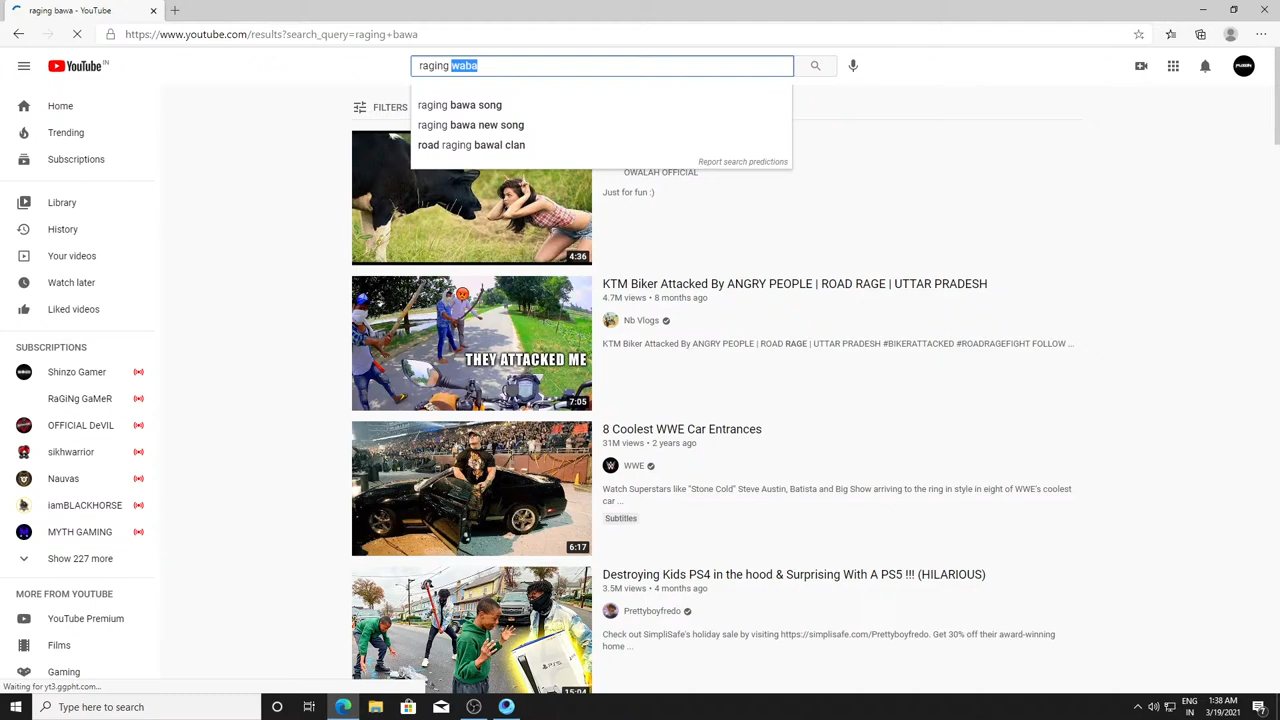 YouTube
https://www.youtube.com/results?search_query=raging+bawa
YouTube IN
raging waba
raging bawa song
raging bawa new song
road raging bawal clan
Report search predictions
FILTERS
Home
Trending
Subscriptions
Library
History
Your videos
Watch later
Liked videos
SUBSCRIPTIONS
Shinzo Gamer
RaGiNg GaMeR
OFFICIAL DeVIL
sikhwarrior
Nauvas
iamBLACKHORSE
MYTH GAMING
Show 227 more
MORE FROM YOUTUBE
YouTube Premium
Films
Gaming
OWALAH OFFICIAL
Just for fun :)
4:36
KTM Biker Attacked By ANGRY PEOPLE | ROAD RAGE | UTTAR PRADESH
4.7M views • 8 months ago
Nb Vlogs
KTM Biker Attacked By ANGRY PEOPLE | ROAD RAGE | UTTAR PRADESH #BIKERATTACKED #ROADRAGEFIGHT FOLLOW ...
THEY ATTACKED ME
7:05
8 Coolest WWE Car Entrances
31M views • 2 years ago
WWE
Watch Superstars like "Stone Cold" Steve Austin, Batista and Big Show arriving to the ring in style in eight of WWE's coolest
car ...
Subtitles
6:17
Destroying Kids PS4 in the hood & Surprising With A PS5 !!! (HILARIOUS)
3.5M views • 4 months ago
Prettyboyfredo
Check out SimpliSafe's holiday sale by visiting https://simplisafe.com/Prettyboyfredo. Get 30% off their award-winning
home ...
15:04
Waiting for yt3.ggpht.com...
Type here to search
ENG
IN
1:38 AM
3/19/2021